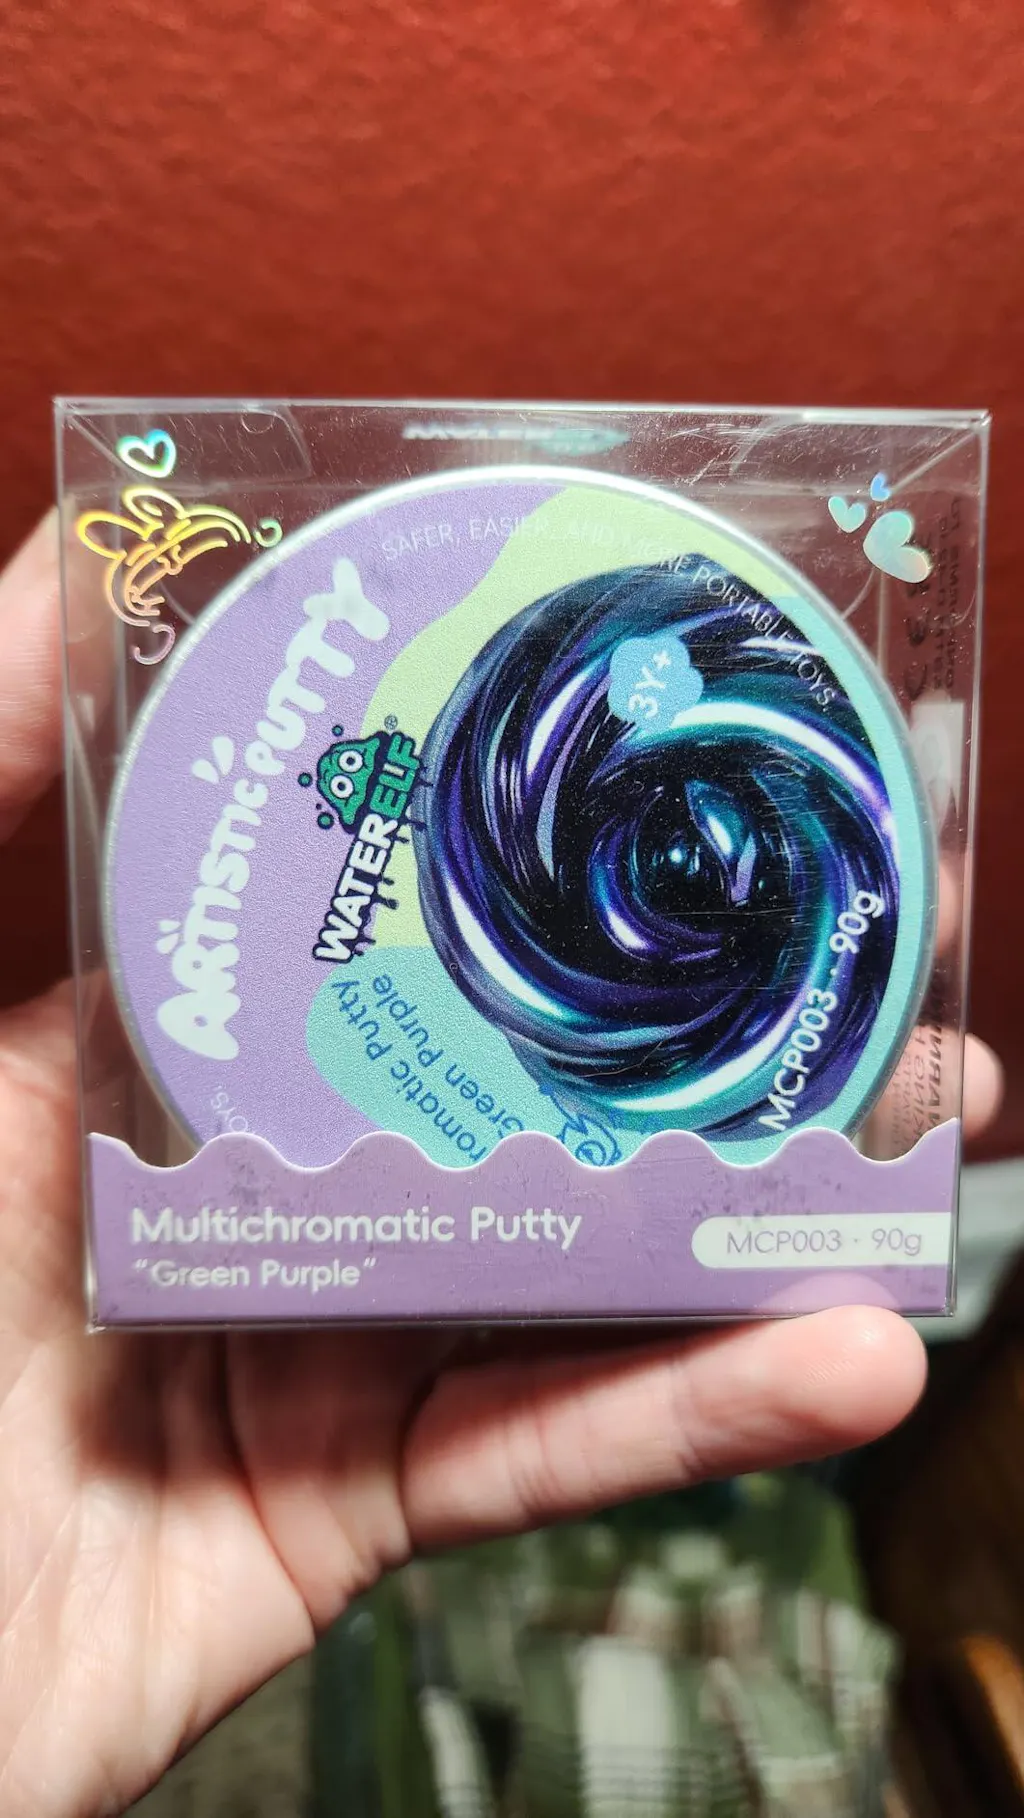 SAFER, EASIER, AND MORE PORTABLE TOYS.
ARTISTIC PUTTY
3Y+
WATER ELF®
Putty
Green Purple
MCP003 · 90g
Multichromatic Putty
"Green Purple"
MCP003 · 90g